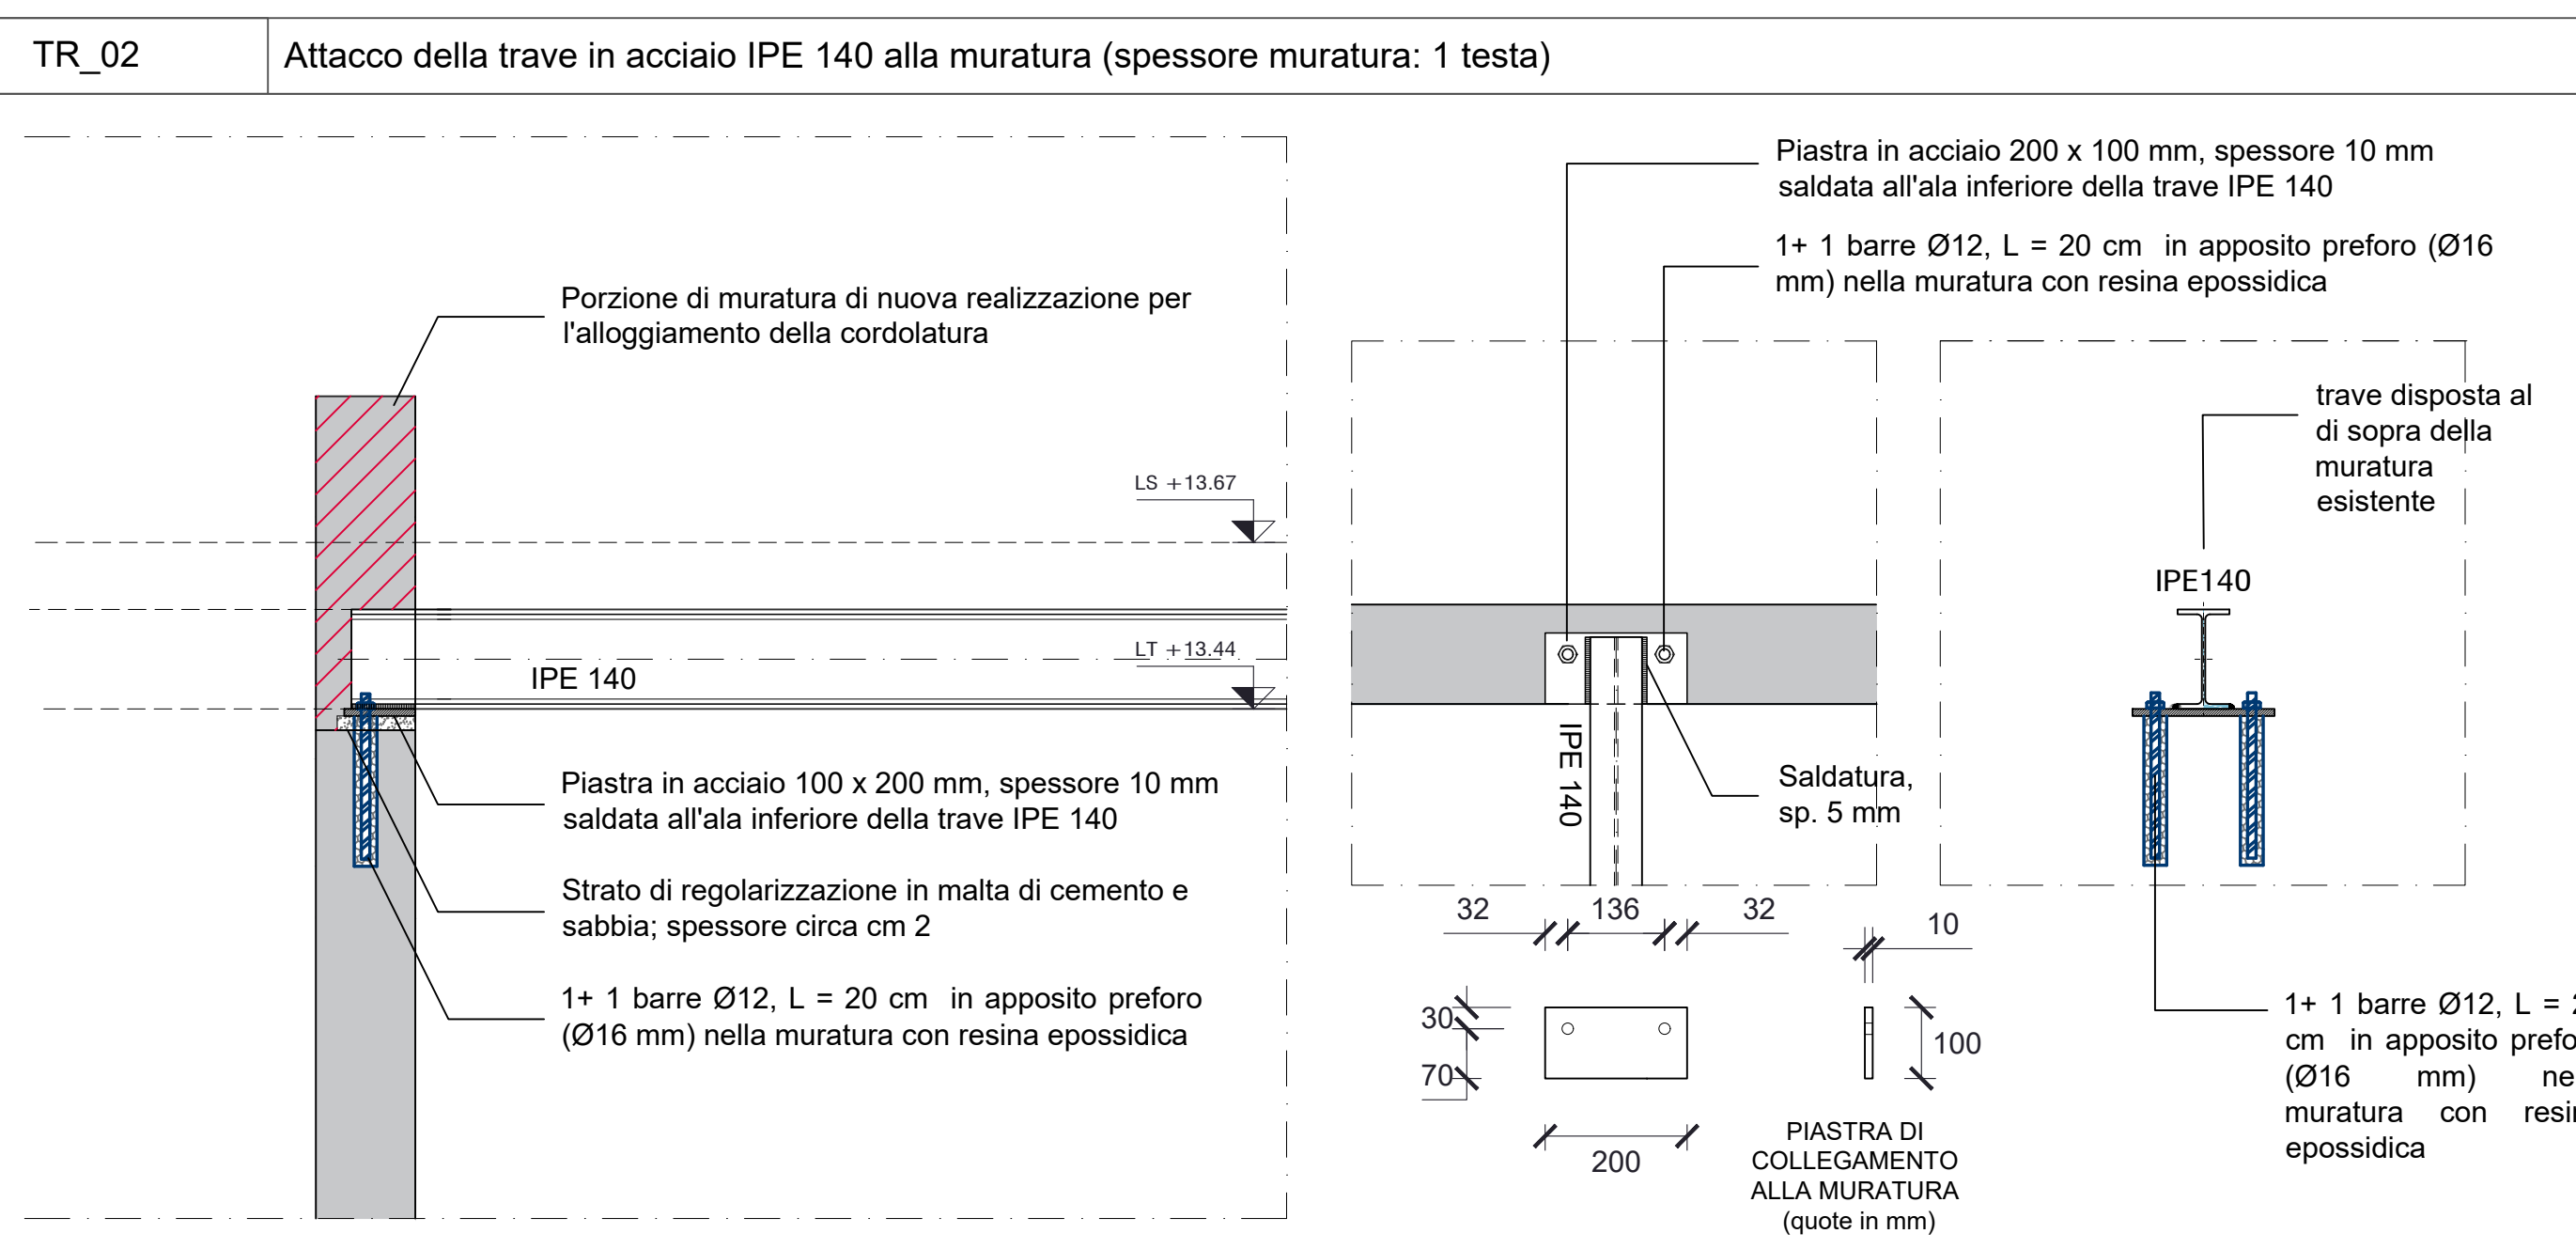 TR_02
Attacco della trave in acciaio IPE 140 alla muratura (spessore muratura: 1 testa)
Porzione di muratura di nuova realizzazione per
l'alloggiamento della cordolatura
LS +13.67
LT +13.44
IPE 140
Piastra in acciaio 100 x 200 mm, spessore 10 mm
saldata all'ala inferiore della trave IPE 140
Strato di regolarizzazione in malta di cemento e
sabbia; spessore circa cm 2
1+ 1 barre Ø12, L = 20 cm in apposito preforo
(Ø16 mm) nella muratura con resina epossidica
Piastra in acciaio 200 x 100 mm, spessore 10 mm
saldata all'ala inferiore della trave IPE 140
1+ 1 barre Ø12, L = 20 cm in apposito preforo (Ø16
mm) nella muratura con resina epossidica
IPE 140
Saldatura,
sp. 5 mm
32
136
32
10
30
70
100
200
PIASTRA DI
COLLEGAMENTO
ALLA MURATURA
(quote in mm)
trave disposta al
di sopra della
muratura
esistente
IPE140
1+ 1 barre Ø12, L =
cm in apposito
(Ø16 mm)
muratura con
epossidica